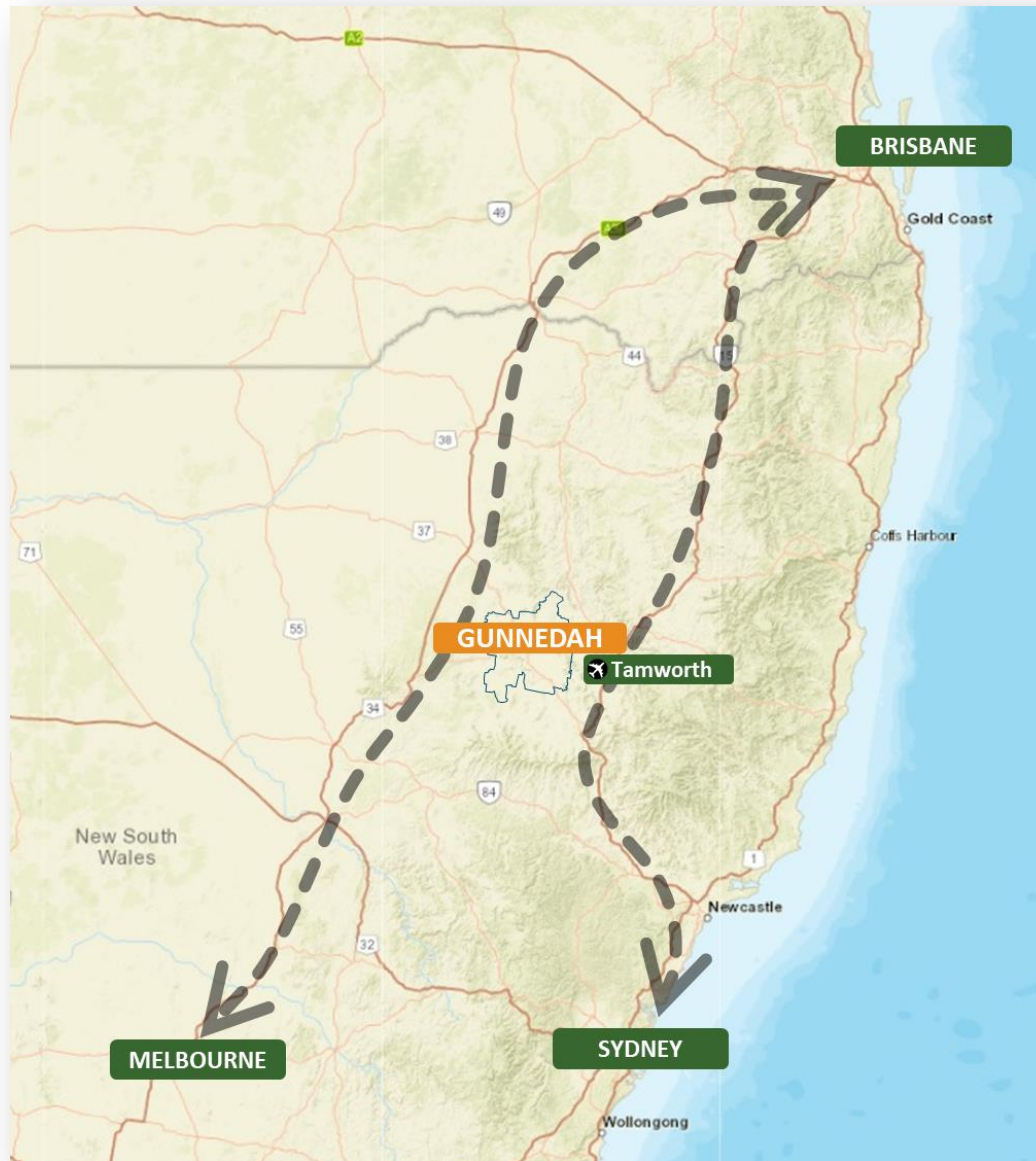 A2
BRISBANE
49
Gold Coast
44
15
38
37
Coffs Harbour
71
55
GUNNEDAH
Tamworth
34
84
New South
Wales
1
Newcastle
32
SYDNEY
MELBOURNE
Wollongong